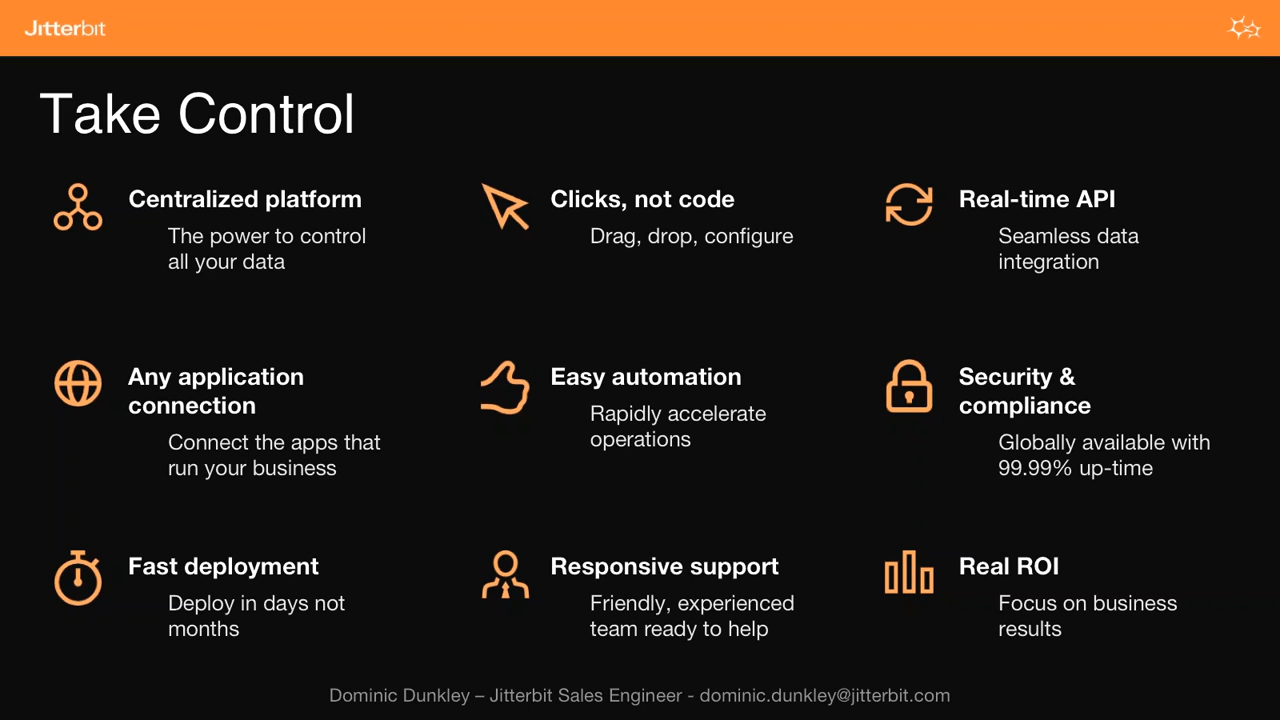 Jitterbit
Take Control
Centralized platform
The power to control
all your data
Clicks, not code
Drag, drop, configure
Real-time API
Seamless data
integration
Any application
connection
Connect the apps that
run your business
Easy automation
Rapidly accelerate
operations
Security &
compliance
Globally available with
99.99% up-time
Fast deployment
Deploy in days not
months
Responsive support
Friendly, experienced
team ready to help
Real ROI
Focus on business
results
Dominic Dunkley – Jitterbit Sales Engineer - dominic.dunkley@jitterbit.com